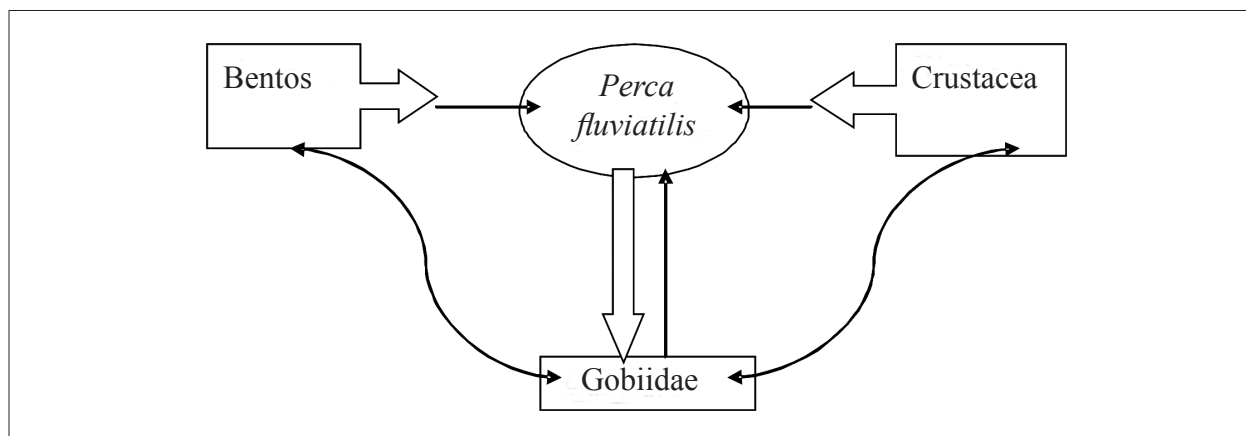 Bentos
Perca
fluviatilis
Crustacea
Gobiidae